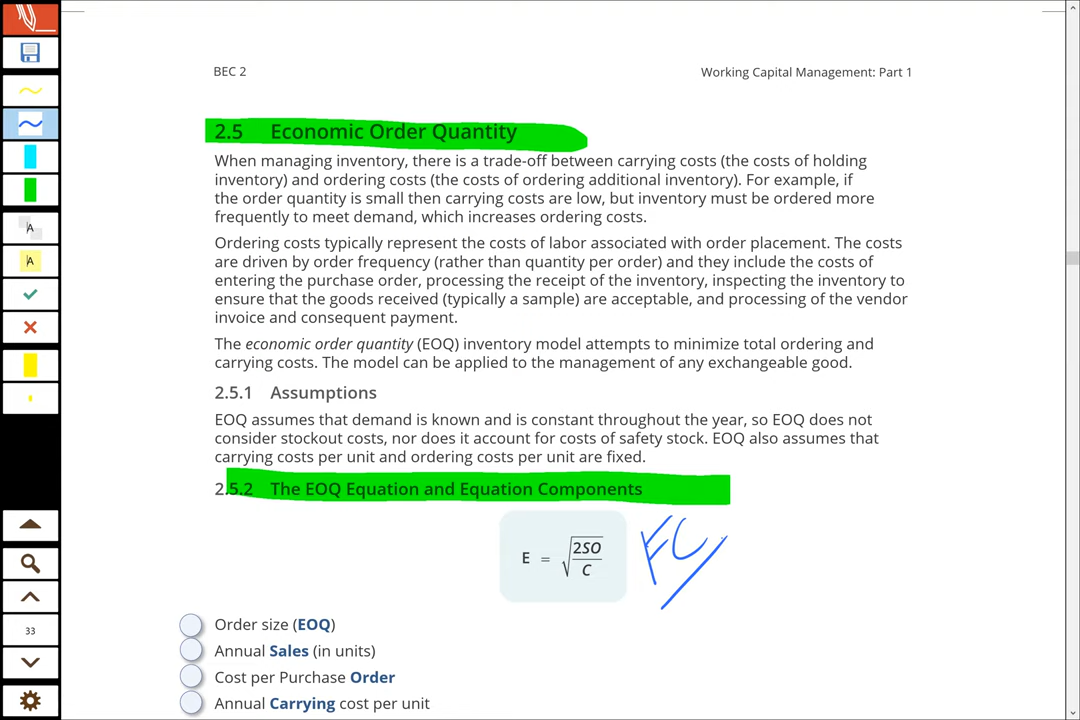 BEC 2
Working Capital Management: Part 1
2.5 Economic Order Quantity
When managing inventory, there is a trade-off between carrying costs (the costs of holding
inventory) and ordering costs (the costs of ordering additional inventory). For example, if
the order quantity is small then carrying costs are low, but inventory must be ordered more
frequently to meet demand, which increases ordering costs.
Ordering costs typically represent the costs of labor associated with order placement. The costs
are driven by order frequency (rather than quantity per order) and they include the costs of
entering the purchase order, processing the receipt of the inventory, inspecting the inventory to
ensure that the goods received (typically a sample) are acceptable, and processing of the vendor
invoice and consequent payment.
The economic order quantity (EOQ) inventory model attempts to minimize total ordering and
carrying costs. The model can be applied to the management of any exchangeable good.
2.5.1 Assumptions
EOQ assumes that demand is known and is constant throughout the year, so EOQ does not
consider stockout costs, nor does it account for costs of safety stock. EOQ also assumes that
carrying costs per unit and ordering costs per unit are fixed.
2.5.2 The EOQ Equation and Equation Components
E = √(2SO/C)
Order size (EOQ)
Annual Sales (in units)
Cost per Purchase Order
Annual Carrying cost per unit
A
A
33